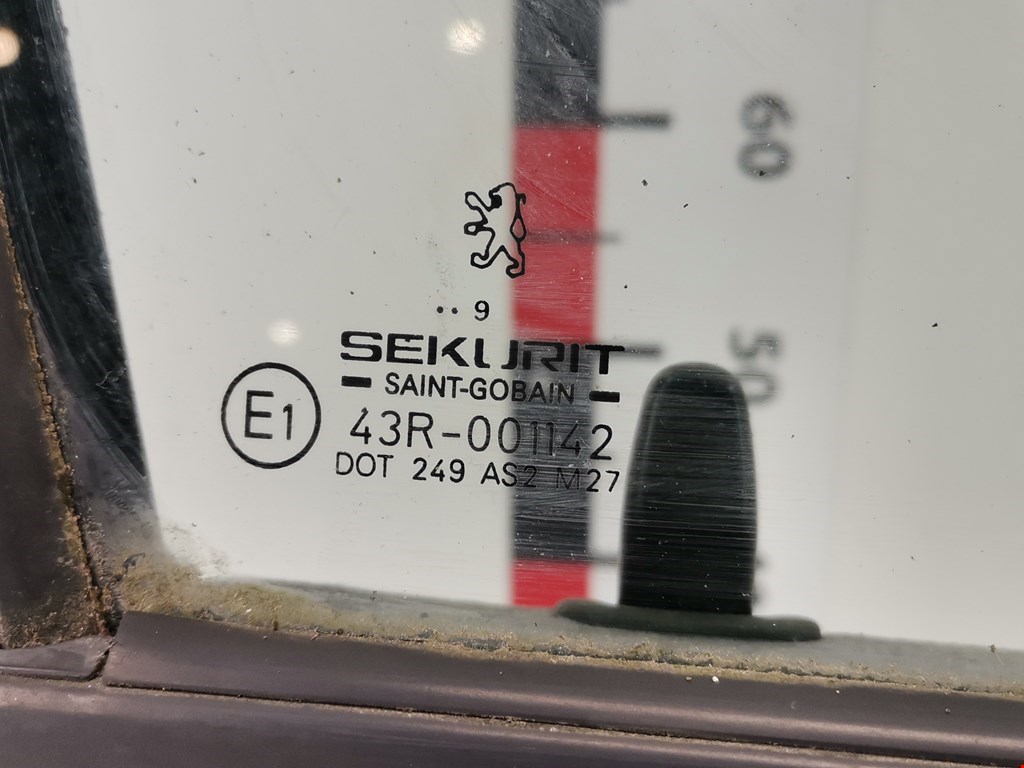 60
50
.. 9
SEKURIT
SAINT-GOBAIN
E1
43R-001142
DOT 249 AS2 M27